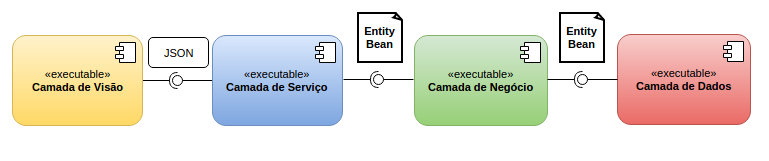 «executable»
Camada de Visão
JSON
«executable»
Camada de Serviço
Entity
Bean
«executable»
Camada de Negócio
Entity
Bean
«executable»
Camada de Dados